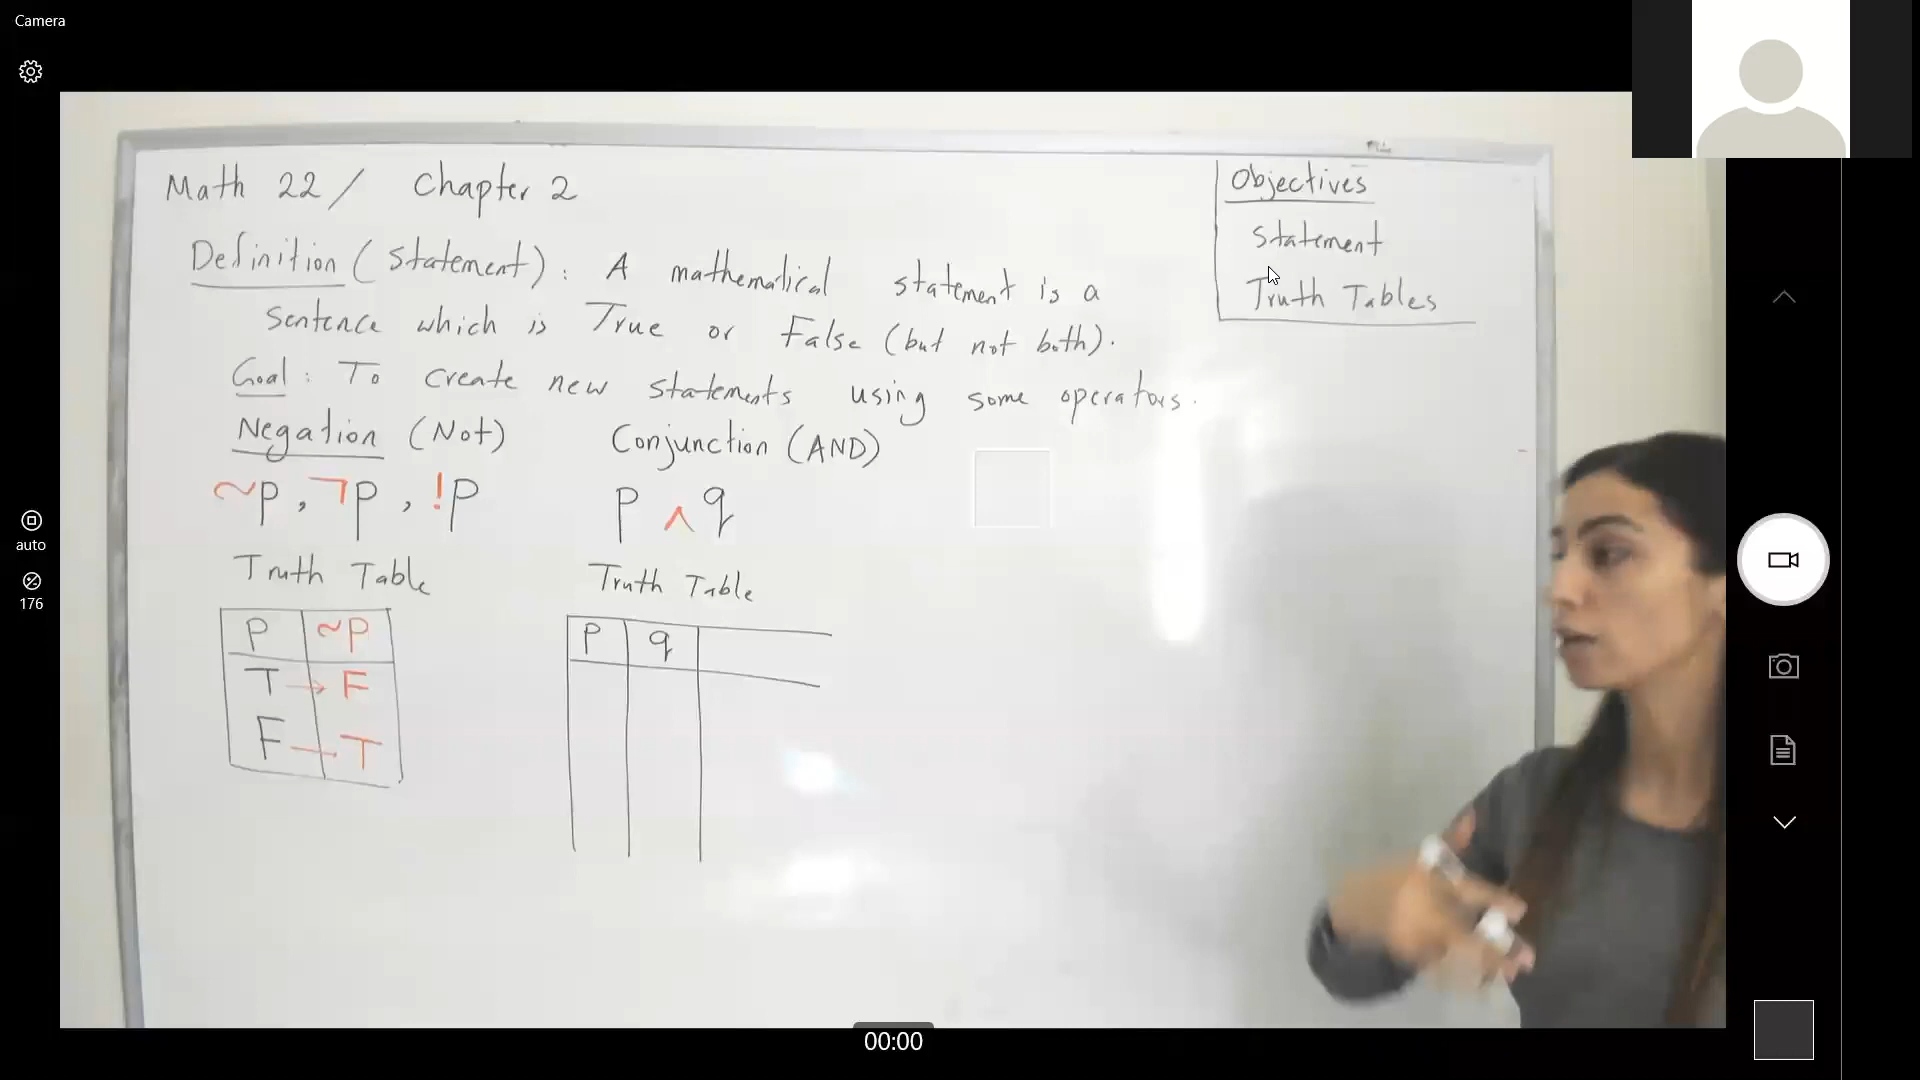 Camera
Math 22 / Chapter 2
Objectives
Statement
Truth Tables
Definition (Statement): A mathematical statement is a
sentence which is True or False (but not both).
Goal: To create new statements using some operators.
Negation (Not)
~p, ¬p, !p
Truth Table
P ~P
T → F
F → T
Conjunction (AND)
p ∧ q
Truth Table
P q
auto
176
00:00